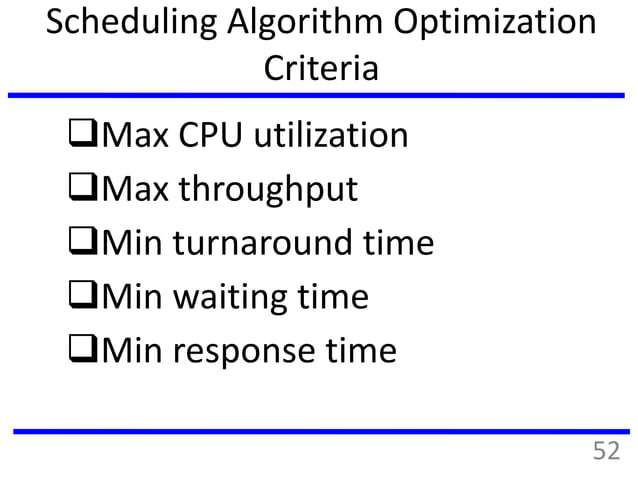 Scheduling Algorithm Optimization
Criteria
❑Max CPU utilization
❑Max throughput
❑Min turnaround time
❑Min waiting time
❑Min response time
52